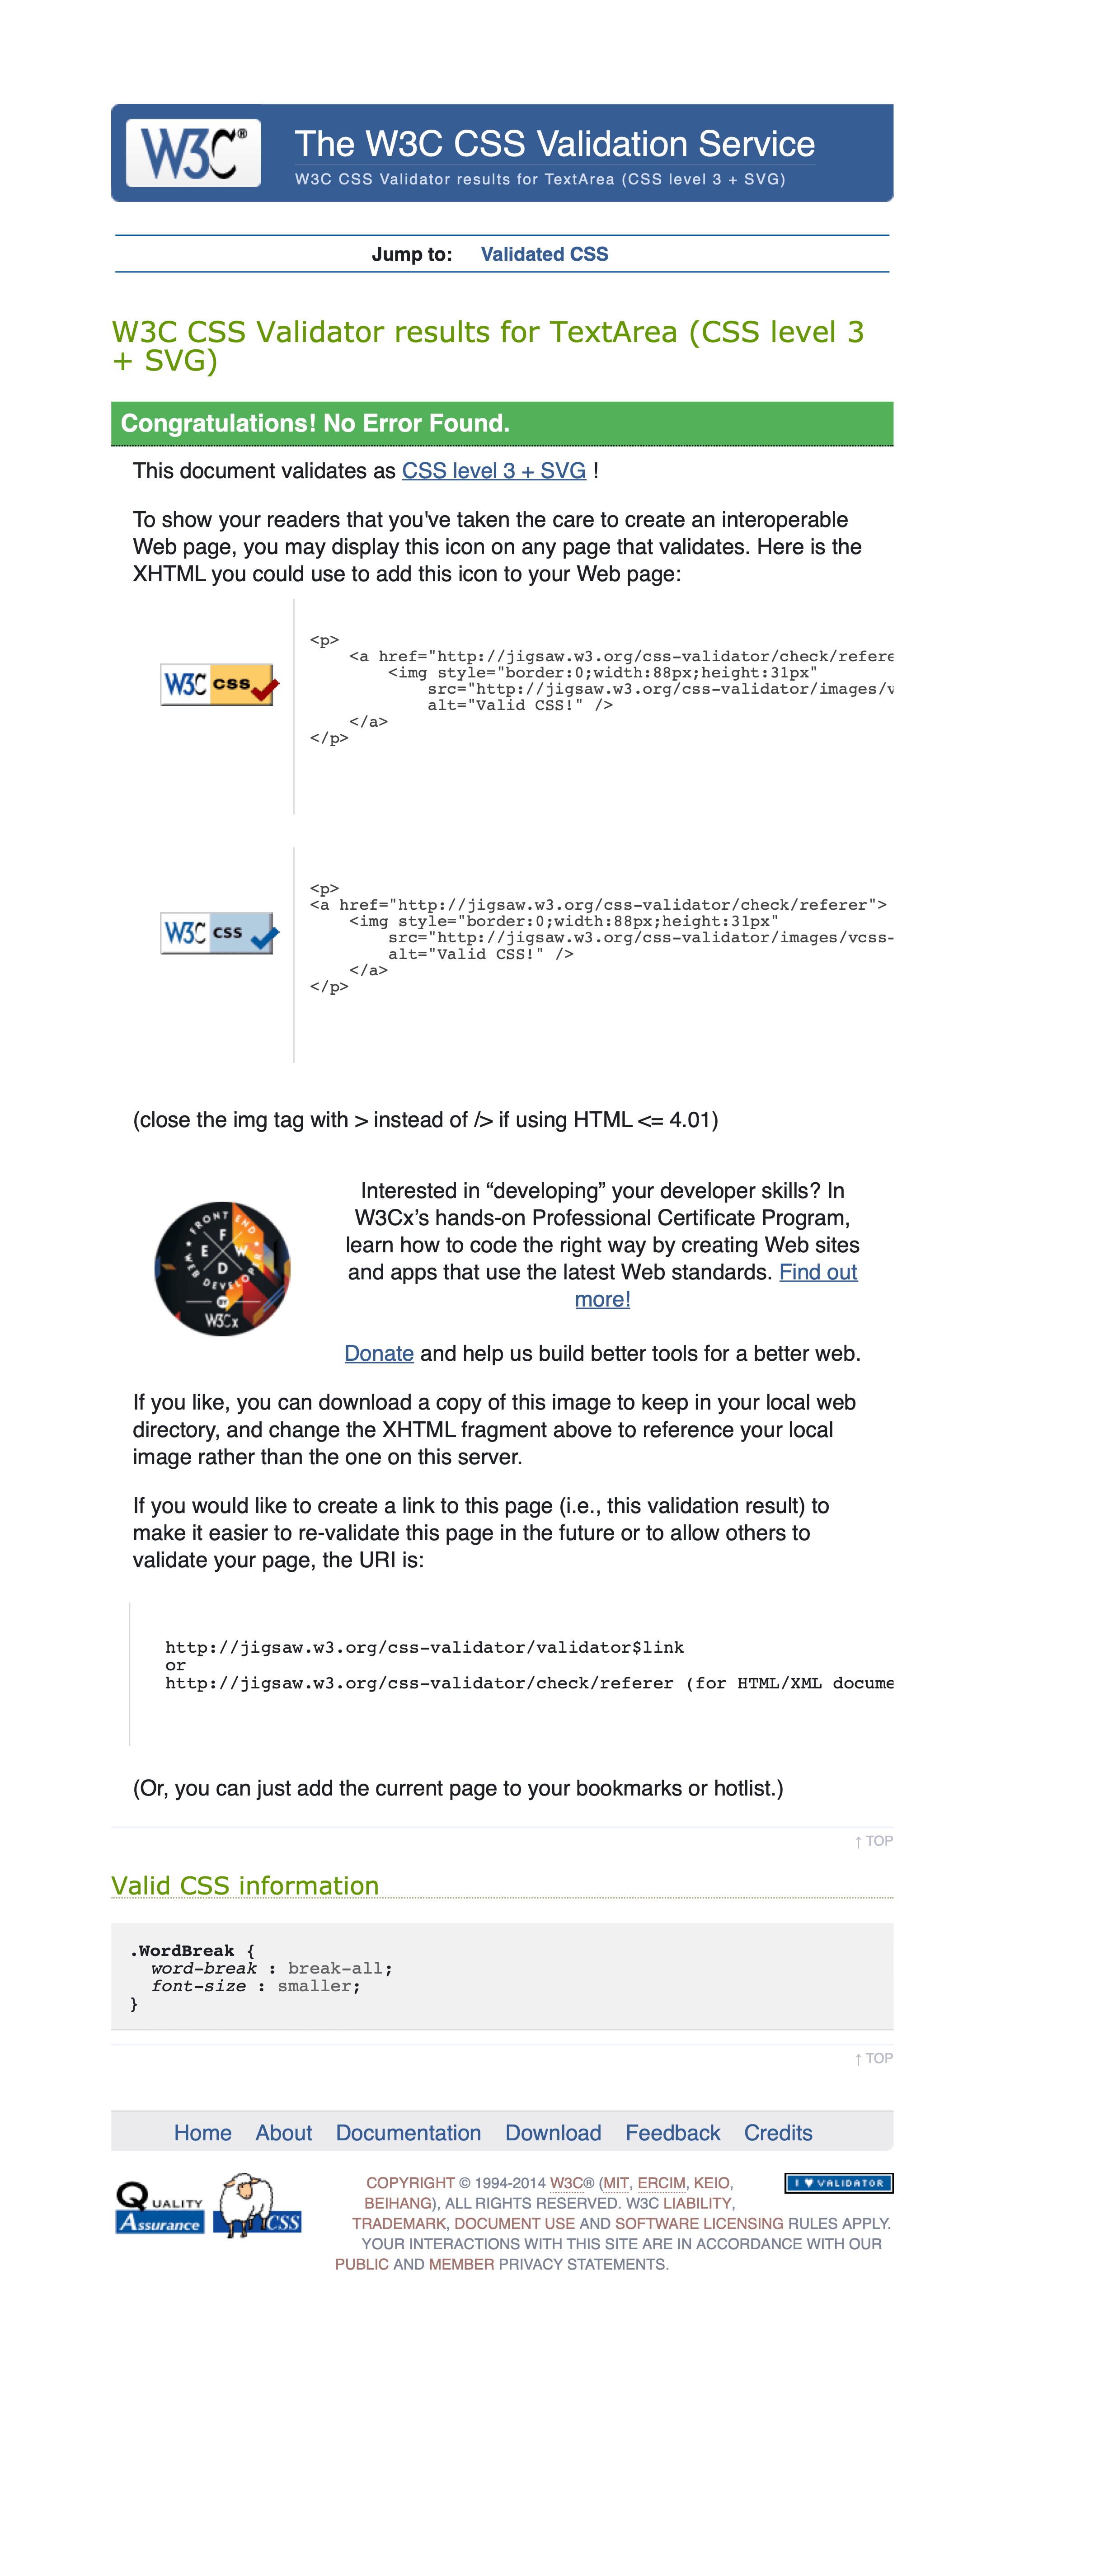 W3C®
The W3C CSS Validation Service
W3C CSS Validator results for TextArea (CSS level 3 + SVG)
Jump to: Validated CSS
W3C CSS Validator results for TextArea (CSS level 3
+ SVG)
Congratulations! No Error Found.
This document validates as CSS level 3 + SVG !
To show your readers that you've taken the care to create an interoperable
Web page, you may display this icon on any page that validates. Here is the
XHTML you could use to add this icon to your Web page:
W3C css
<p>
<a href="http://jigsaw.w3.org/css-validator/check/refere
<img style="border:0;width:88px;height:31px"
src="http://jigsaw.w3.org/css-validator/images/v
alt="Valid CSS!" />
</a>
</p>
W3C css
<p>
<a href="http://jigsaw.w3.org/css-validator/check/referer">
<img style="border:0;width:88px;height:31px"
src="http://jigsaw.w3.org/css-validator/images/vcss-
alt="Valid CSS!" />
</a>
</p>
(close the img tag with > instead of /> if using HTML <= 4.01)
FRONT END
WEB DEVELOPER
F E W D
BY
W3Cx
Interested in “developing” your developer skills? In
W3Cx’s hands-on Professional Certificate Program,
learn how to code the right way by creating Web sites
and apps that use the latest Web standards. Find out
more!
Donate and help us build better tools for a better web.
If you like, you can download a copy of this image to keep in your local web
directory, and change the XHTML fragment above to reference your local
image rather than the one on this server.
If you would like to create a link to this page (i.e., this validation result) to
make it easier to re-validate this page in the future or to allow others to
validate your page, the URI is:
http://jigsaw.w3.org/css-validator/validator$link
or
http://jigsaw.w3.org/css-validator/check/referer (for HTML/XML docume
(Or, you can just add the current page to your bookmarks or hotlist.)
↑ TOP
Valid CSS information
.WordBreak {
word-break : break-all;
font-size : smaller;
}
↑ TOP
Home About Documentation Download Feedback Credits
QUALITY
Assurance
CSS
COPYRIGHT © 1994-2014 W3C® (MIT, ERCIM, KEIO,
BEIHANG), ALL RIGHTS RESERVED. W3C LIABILITY,
TRADEMARK, DOCUMENT USE AND SOFTWARE LICENSING RULES APPLY.
YOUR INTERACTIONS WITH THIS SITE ARE IN ACCORDANCE WITH OUR
PUBLIC AND MEMBER PRIVACY STATEMENTS.
I ♥ VALIDATOR